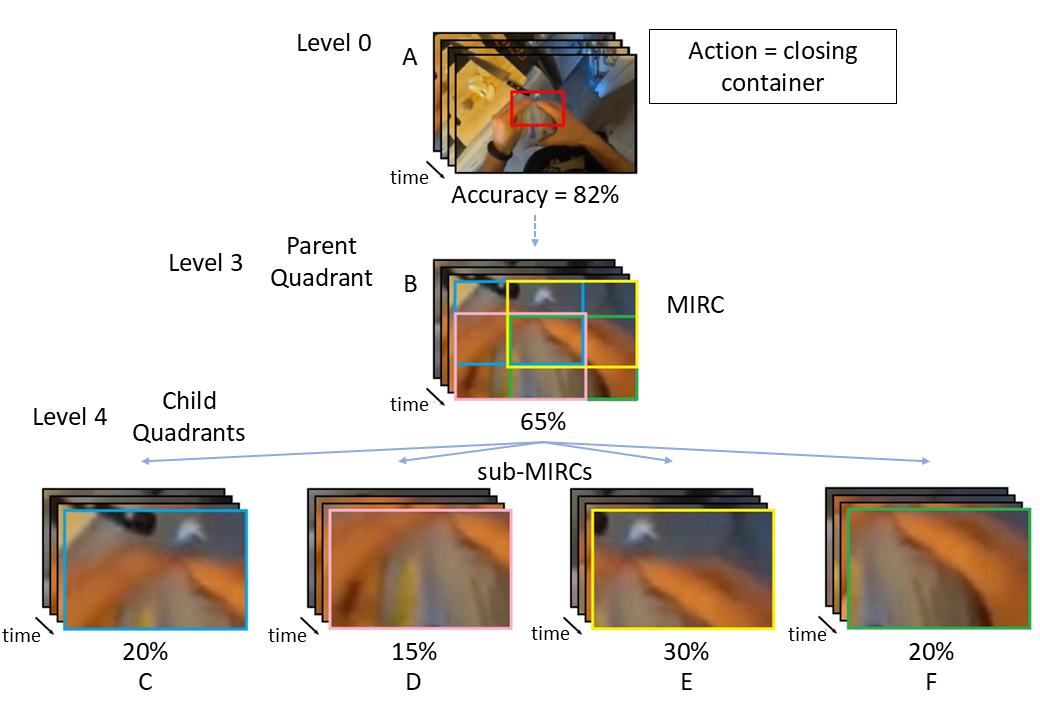 Level 0
A
Action = closing
container
time
Accuracy = 82%
Level 3
Parent
Quadrant
B
MIRC
time
65%
Level 4
Child
Quadrants
sub-MIRCs
time
time
time
time
20%
15%
30%
20%
C
D
E
F